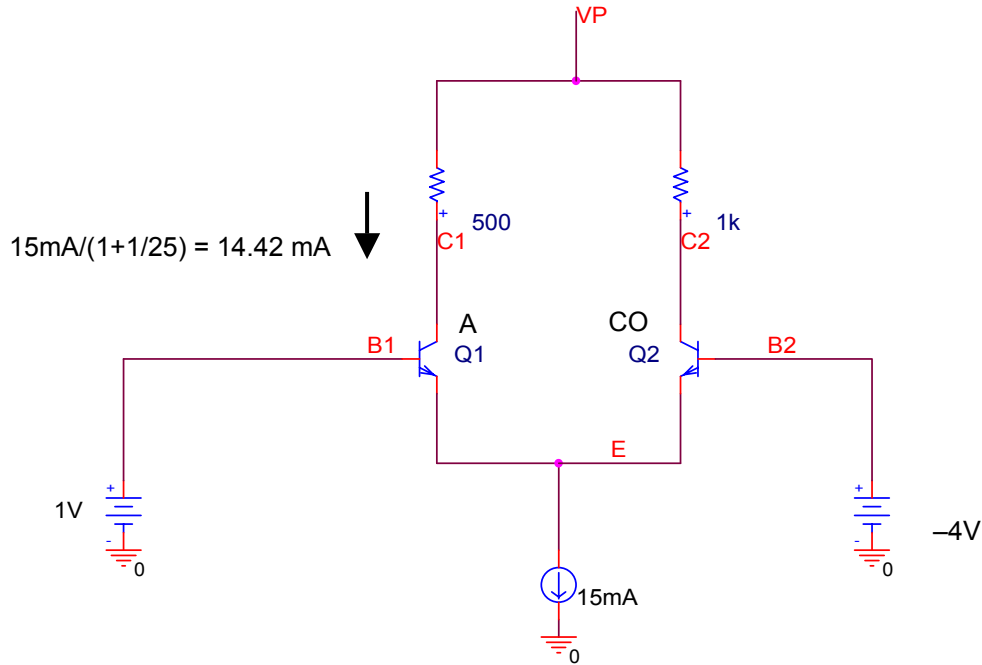 VP
+
500
+
1k
C1
C2
15mA/(1+1/25) = 14.42 mA
A
CO
B1
Q1
Q2
B2
E
+
1V
-
0
+
–4V
-
0
15mA
0